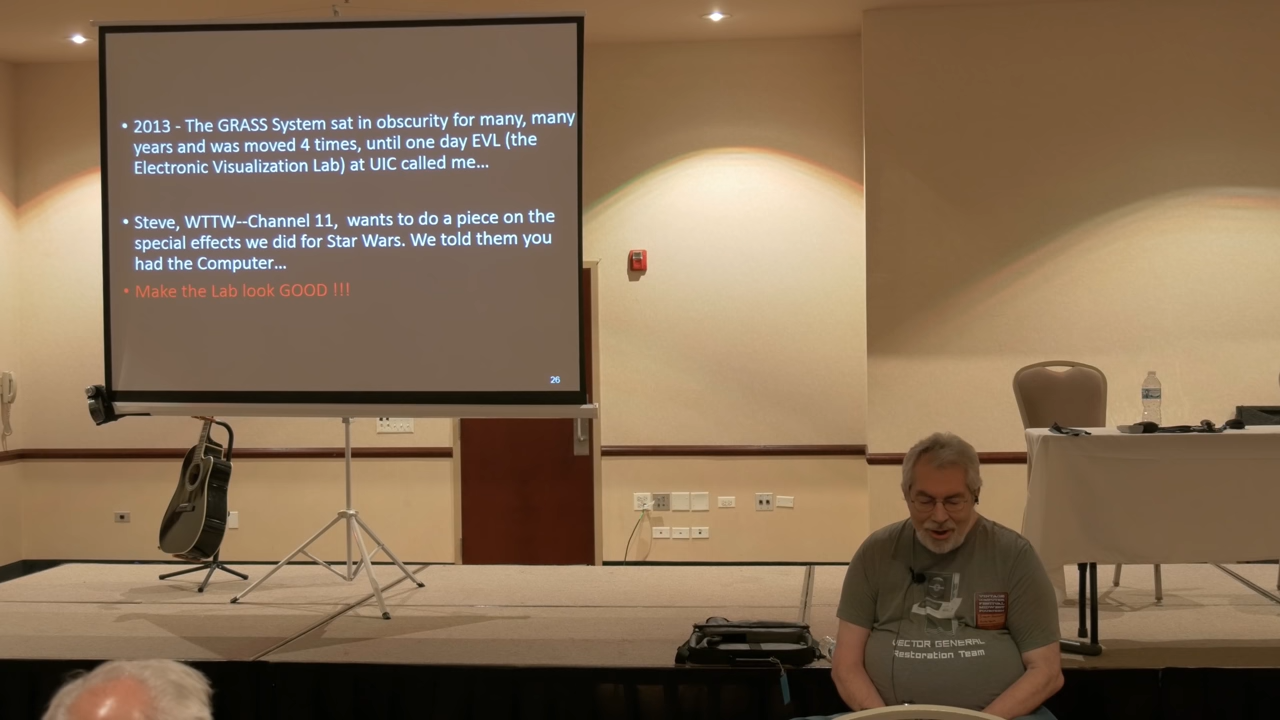 • 2013 - The GRASS System sat in obscurity for many, many
years and was moved 4 times, until one day EVL (the
Electronic Visualization Lab) at UIC called me...
• Steve, WTTW--Channel 11, wants to do a piece on the
special effects we did for Star Wars. We told them you
had the Computer...
• Make the Lab look GOOD !!!
26
VECTOR GENERAL
Restoration Team